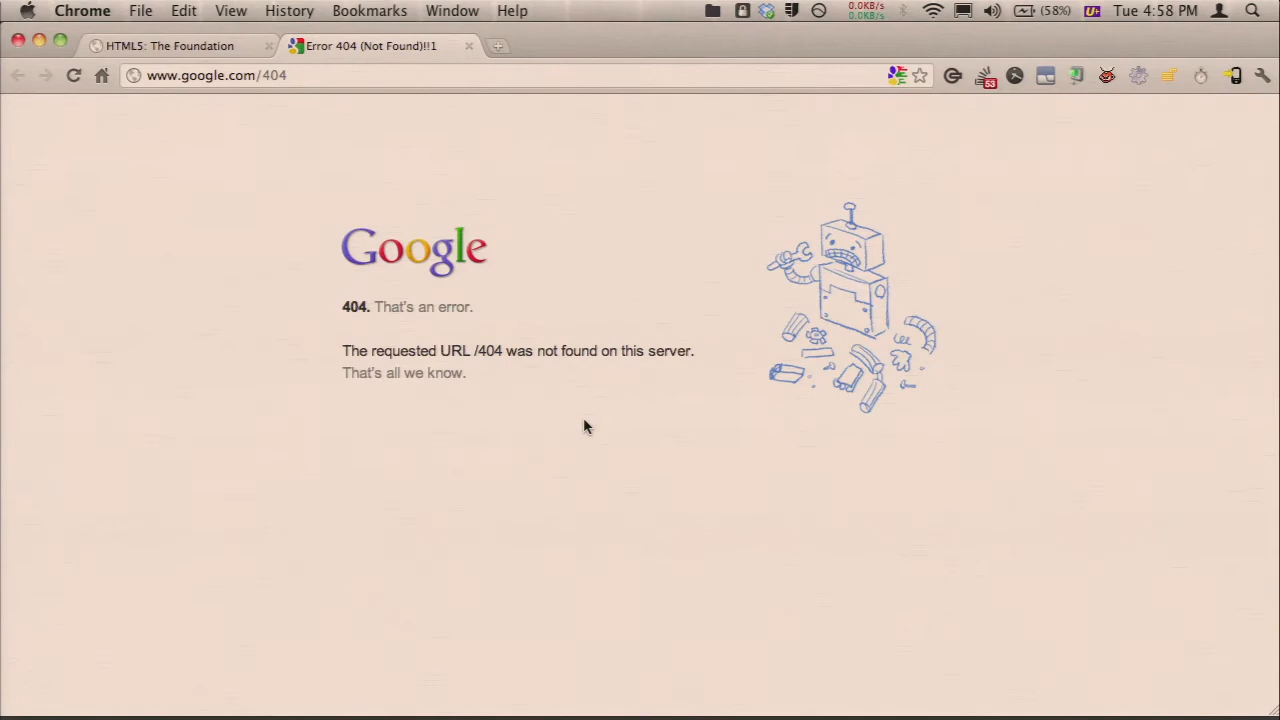 Chrome File Edit View History Bookmarks Window Help 0.0KB/s 0.0KB/s (58%) U+ Tue 4:58 PM
HTML5: The Foundation Error 404 (Not Found)!!1
www.google.com/404 53
Google
404. That's an error.
The requested URL /404 was not found on this server.
That's all we know.